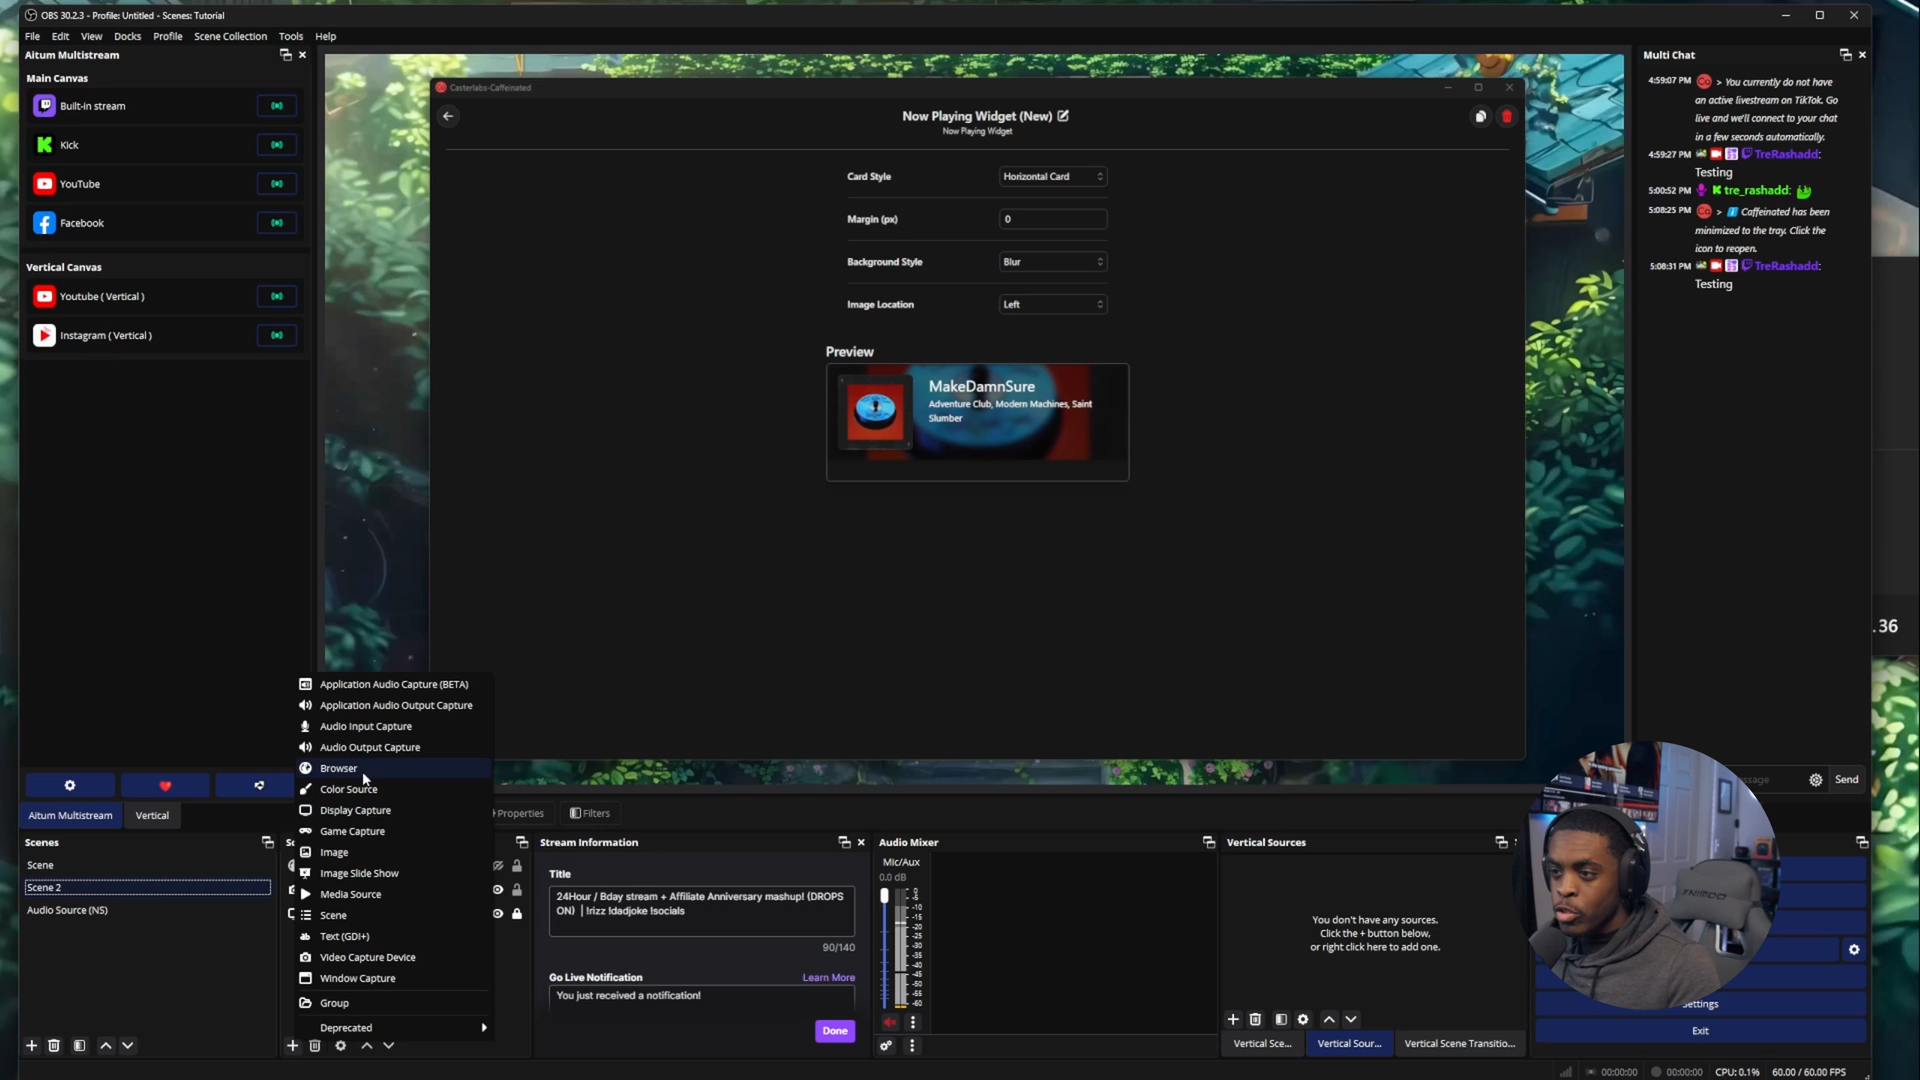 OBS 30.2.3 - Profile: Untitled - Scenes: Tutorial
File Edit View Docks Profile Scene Collection Tools Help
Aitum Multistream
Main Canvas
Built-in stream
Kick
YouTube
Facebook
Vertical Canvas
Youtube ( Vertical )
Instagram ( Vertical )
Casterlabs-Caffeinated
Now Playing Widget (New)
Now Playing Widget
Card Style
Horizontal Card
Margin (px)
0
Background Style
Blur
Image Location
Left
Preview
MakeDamnSure
Adventure Club, Modern Machines, Saint
Slumber
Multi Chat
4:59:07 PM > You currently do not have
an active livestream on TikTok. Go
live and we'll connect to your chat
in a few seconds automatically.
4:59:27 PM TreRashadd:
Testing
5:00:52 PM tre_rashadd:
5:08:25 PM > Caffeinated has been
minimized to the tray. Click the
icon to reopen.
5:08:31 PM TreRashadd:
Testing
.36
Send
Application Audio Capture (BETA)
Application Audio Output Capture
Audio Input Capture
Audio Output Capture
Browser
Color Source
Display Capture
Game Capture
Image
Image Slide Show
Media Source
Scene
Text (GDI+)
Video Capture Device
Window Capture
Group
Deprecated
Aitum Multistream
Vertical
Properties
Filters
Scenes
Scene
Scene 2
Audio Source (NS)
Stream Information
Title
24Hour / Bday stream + Affiliate Anniversary mashup! (DROPS
ON) | !rizz !dadjoke !socials
90/140
Go Live Notification
Learn More
You just received a notification!
Done
Audio Mixer
Mic/Aux
0.0 dB
0
-5
-10
-15
-20
-25
-30
-35
-40
-45
-50
-55
-60
Vertical Sources
You don't have any sources.
Click the + button below,
or right click here to add one.
Vertical Sce...
Vertical Sour...
Vertical Scene Transitio...
Settings
Exit
00:00:00
00:00:00
CPU: 0.1%
60.00 / 60.00 FPS